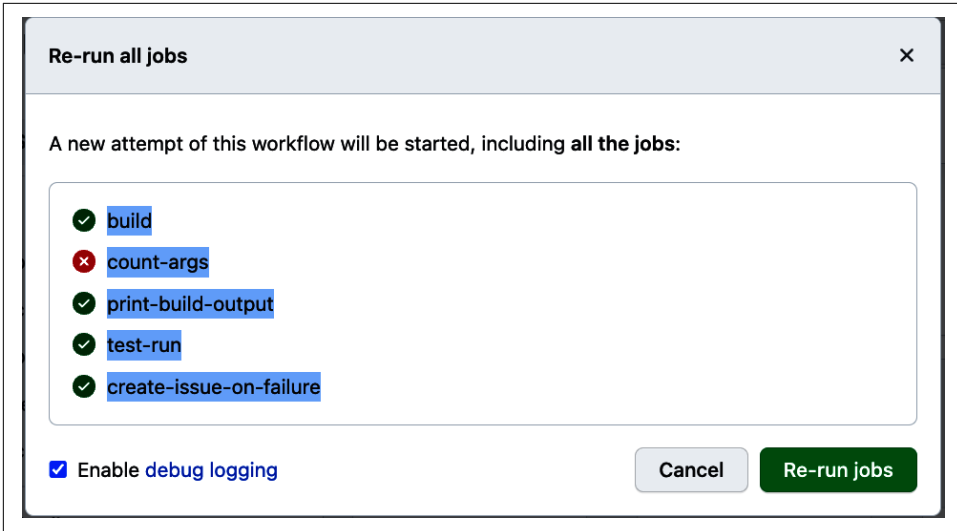 Re-run all jobs
A new attempt of this workflow will be started, including all the jobs:
build
count-args
print-build-output
test-run
create-issue-on-failure
Enable debug logging
Cancel
Re-run jobs